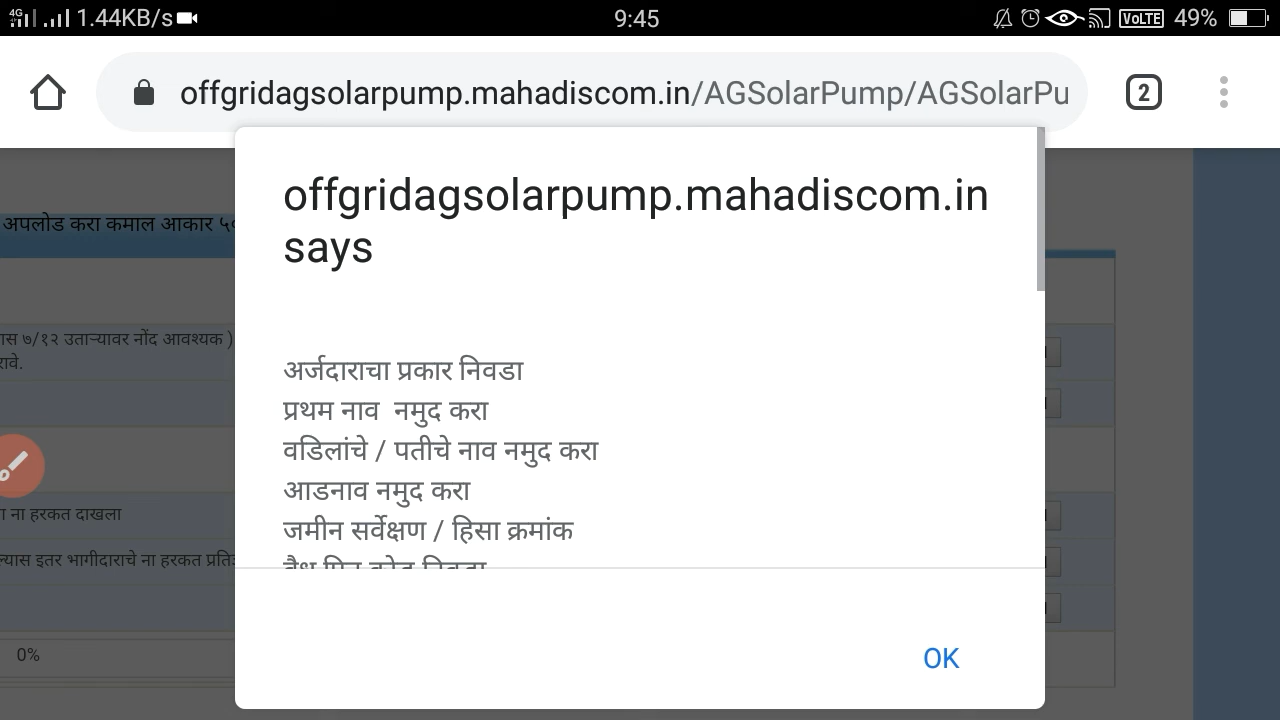 4G 1.44KB/s 9:45 VoLTE 49%
offgridagsolarpump.mahadiscom.in/AGSolarPump/AGSolarPu 2
offgridagsolarpump.mahadiscom.in
says
अपलोड करा कमाल आकार
७/१२ उताऱ्यावर नोंद आवश्यक )
अर्जदाराचा प्रकार निवडा
प्रथम नाव नमुद करा
वडिलांचे / पतीचे नाव नमुद करा
आडनाव नमुद करा
ना हरकत दाखला
जमीन सर्वेक्षण / हिसा क्रमांक
इतर भागीदाराचे ना हरकत
0%
OK